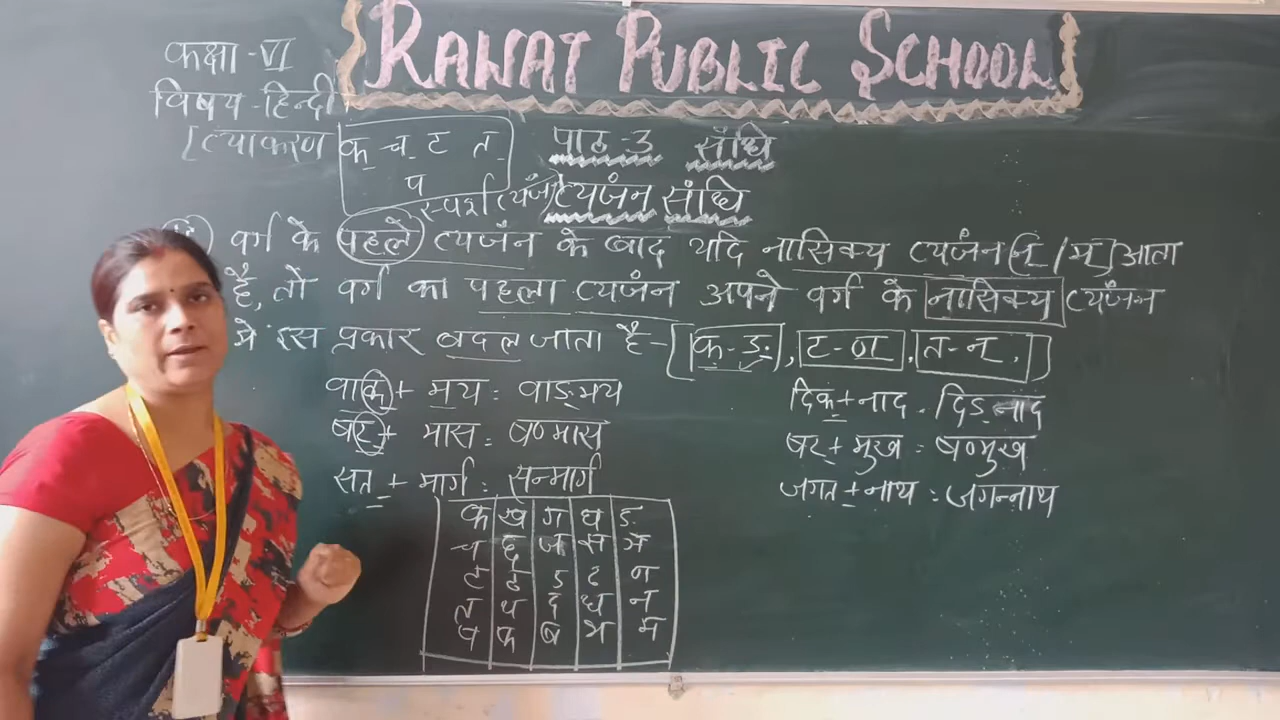 RAWAT PUBLIC SCHOOL
कक्षा - VI
विषय - हिन्दी
[व्याकरण
क् च् ट त्
प
स्पर्श व्यंजन
पाठ-3 संधि
व्यंजन संधि
वर्ग के पहले व्यंजन के बाद यदि नासिक्य व्यंजन (न् / म) आता
है, तो वर्ग का पहला व्यंजन अपने वर्ग के नासिक्य व्यंजन
मे इस प्रकार बदल जाता है - [क् - ङ्, ट - ण, त - न्]
वाक् + मय = वाङ्मय
षट् + मास = षण्मास
सत् + मार्ग = सन्मार्ग
दिक् + नाद = दिङ्नाद
षट् + मुख = षण्मुख
जगत + नाथ = जगन्नाथ
क ख ग घ ङ
च छ ज झ ञ
ट ठ ड ढ न
त थ द ध न
प फ ब भ म